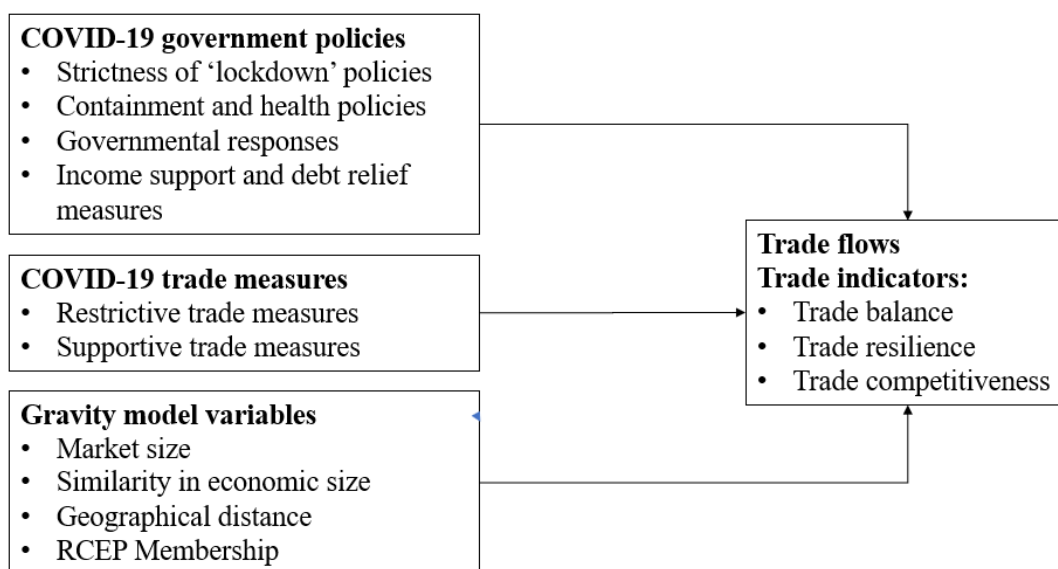 COVID-19 government policies
• Strictness of ‘lockdown’ policies
• Containment and health policies
• Governmental responses
• Income support and debt relief
measures
COVID-19 trade measures
• Restrictive trade measures
• Supportive trade measures
Gravity model variables
• Market size
• Similarity in economic size
• Geographical distance
• RCEP Membership
Trade flows
Trade indicators:
• Trade balance
• Trade resilience
• Trade competitiveness